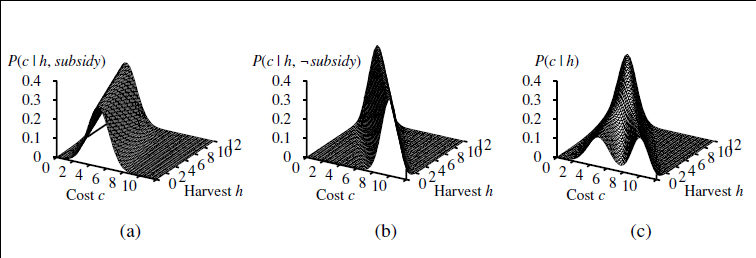 P(c | h, subsidy)
0.4
0.3
0.2
0.1
0
0 2 4 6 8 10
Cost c
0 2 4 6 8 10 12
Harvest h
(a)
P(c | h, ¬ subsidy)
0.4
0.3
0.2
0.1
0
0 2 4 6 8 10
Cost c
0 2 4 6 8 10 12
Harvest h
(b)
P(c | h)
0.4
0.3
0.2
0.1
0
0 2 4 6 8 10
Cost c
0 2 4 6 8 10 12
Harvest h
(c)